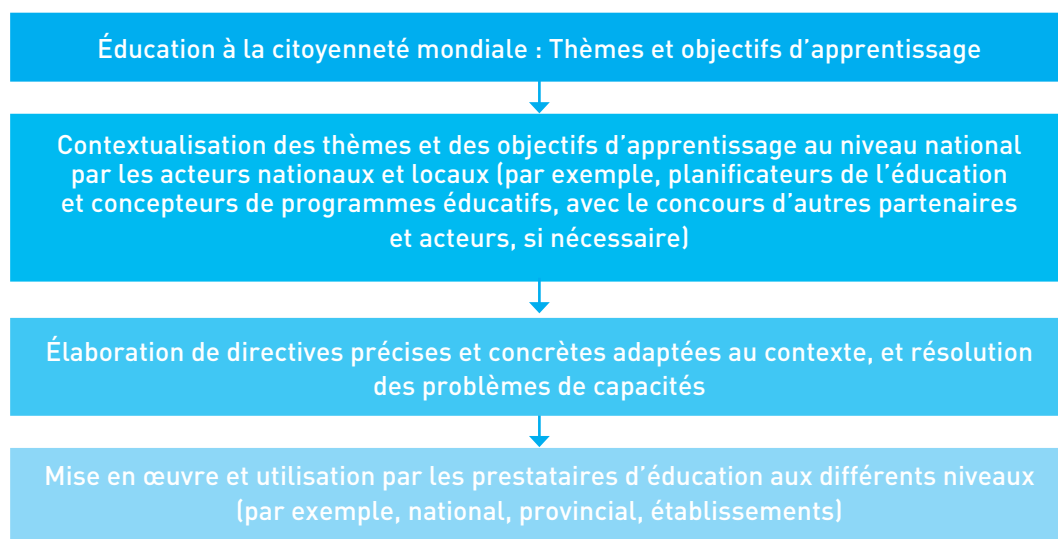 Éducation à la citoyenneté mondiale : Thèmes et objectifs d’apprentissage
Contextualisation des thèmes et des objectifs d’apprentissage au niveau national
par les acteurs nationaux et locaux (par exemple, planificateurs de l’éducation
et concepteurs de programmes éducatifs, avec le concours d’autres partenaires
et acteurs, si nécessaire)
Élaboration de directives précises et concrètes adaptées au contexte, et résolution
des problèmes de capacités
Mise en œuvre et utilisation par les prestataires d’éducation aux différents niveaux
(par exemple, national, provincial, établissements)